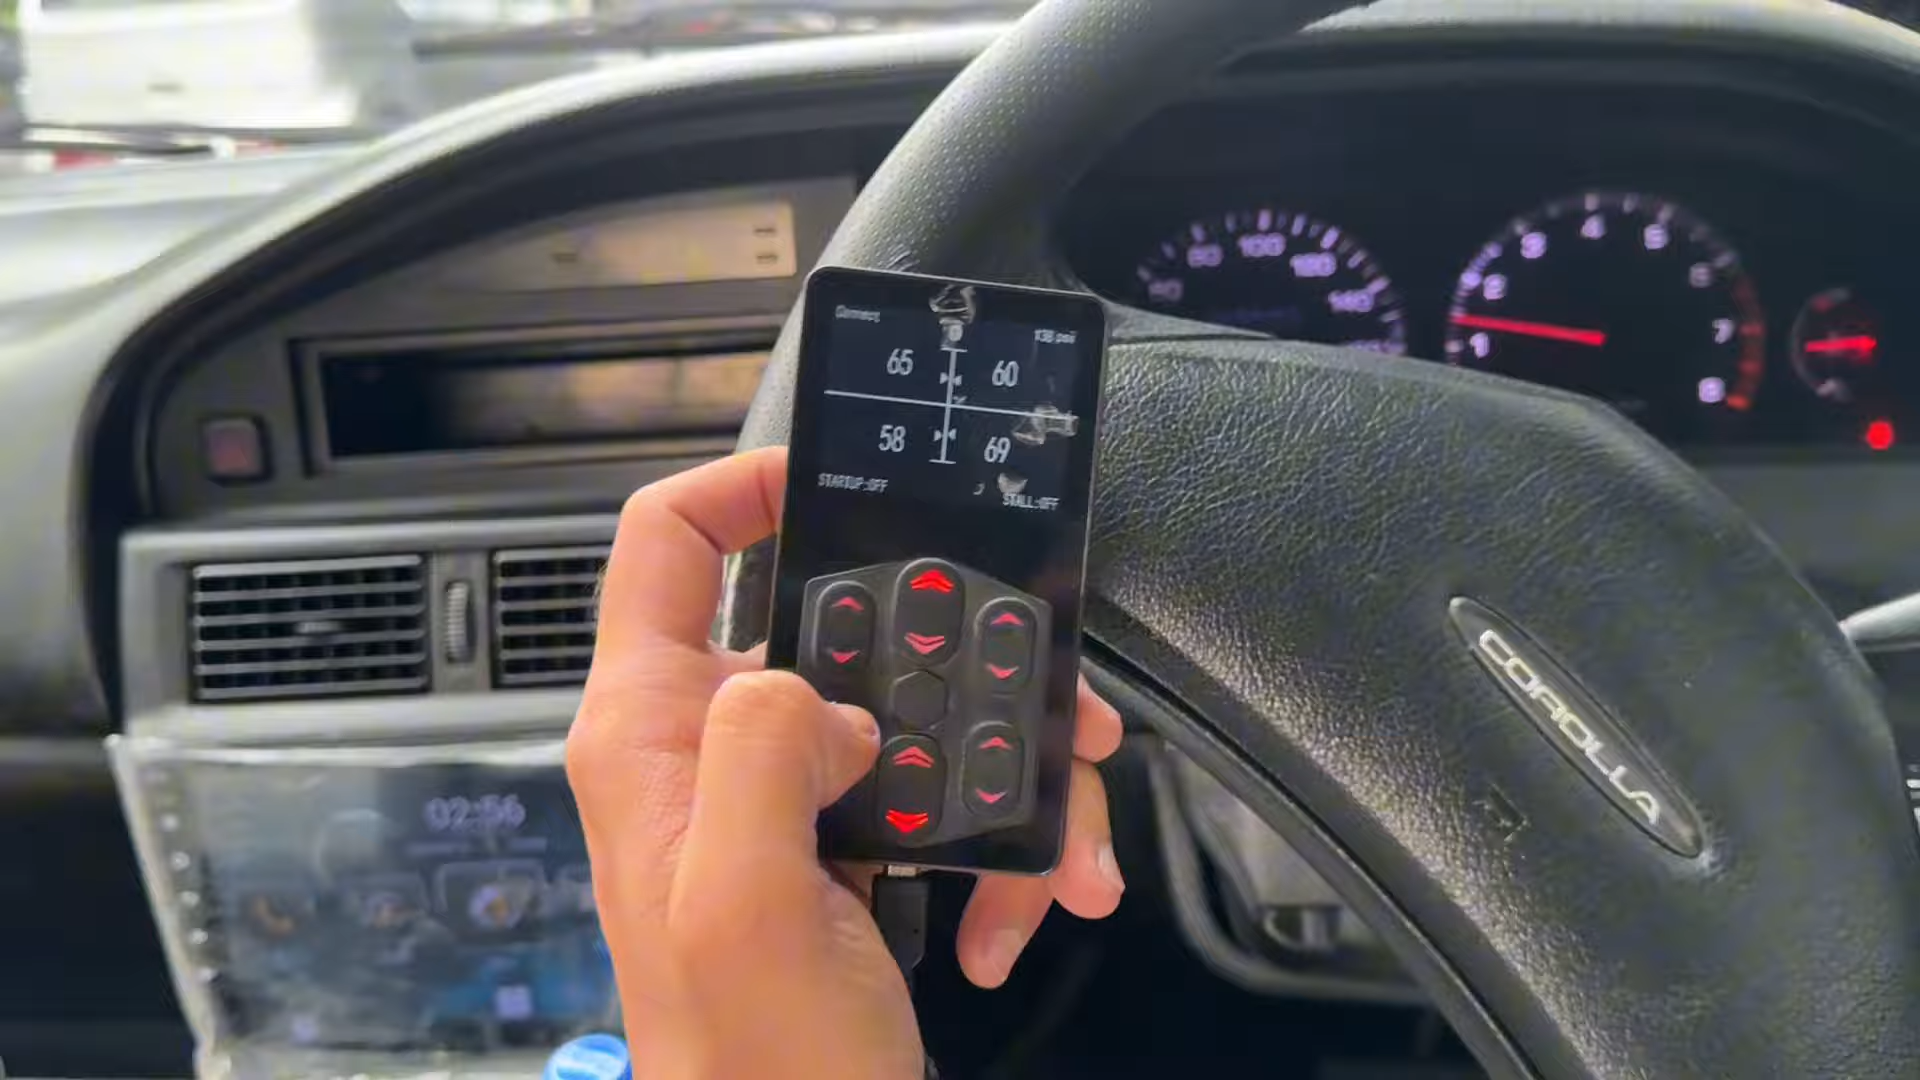 Connect
138 psi
65 60
58 69
STARTUP:OFF
STALL:OFF
80 100 120 140
1 2 3 4 5 6 7 8
COROLLA
02:56